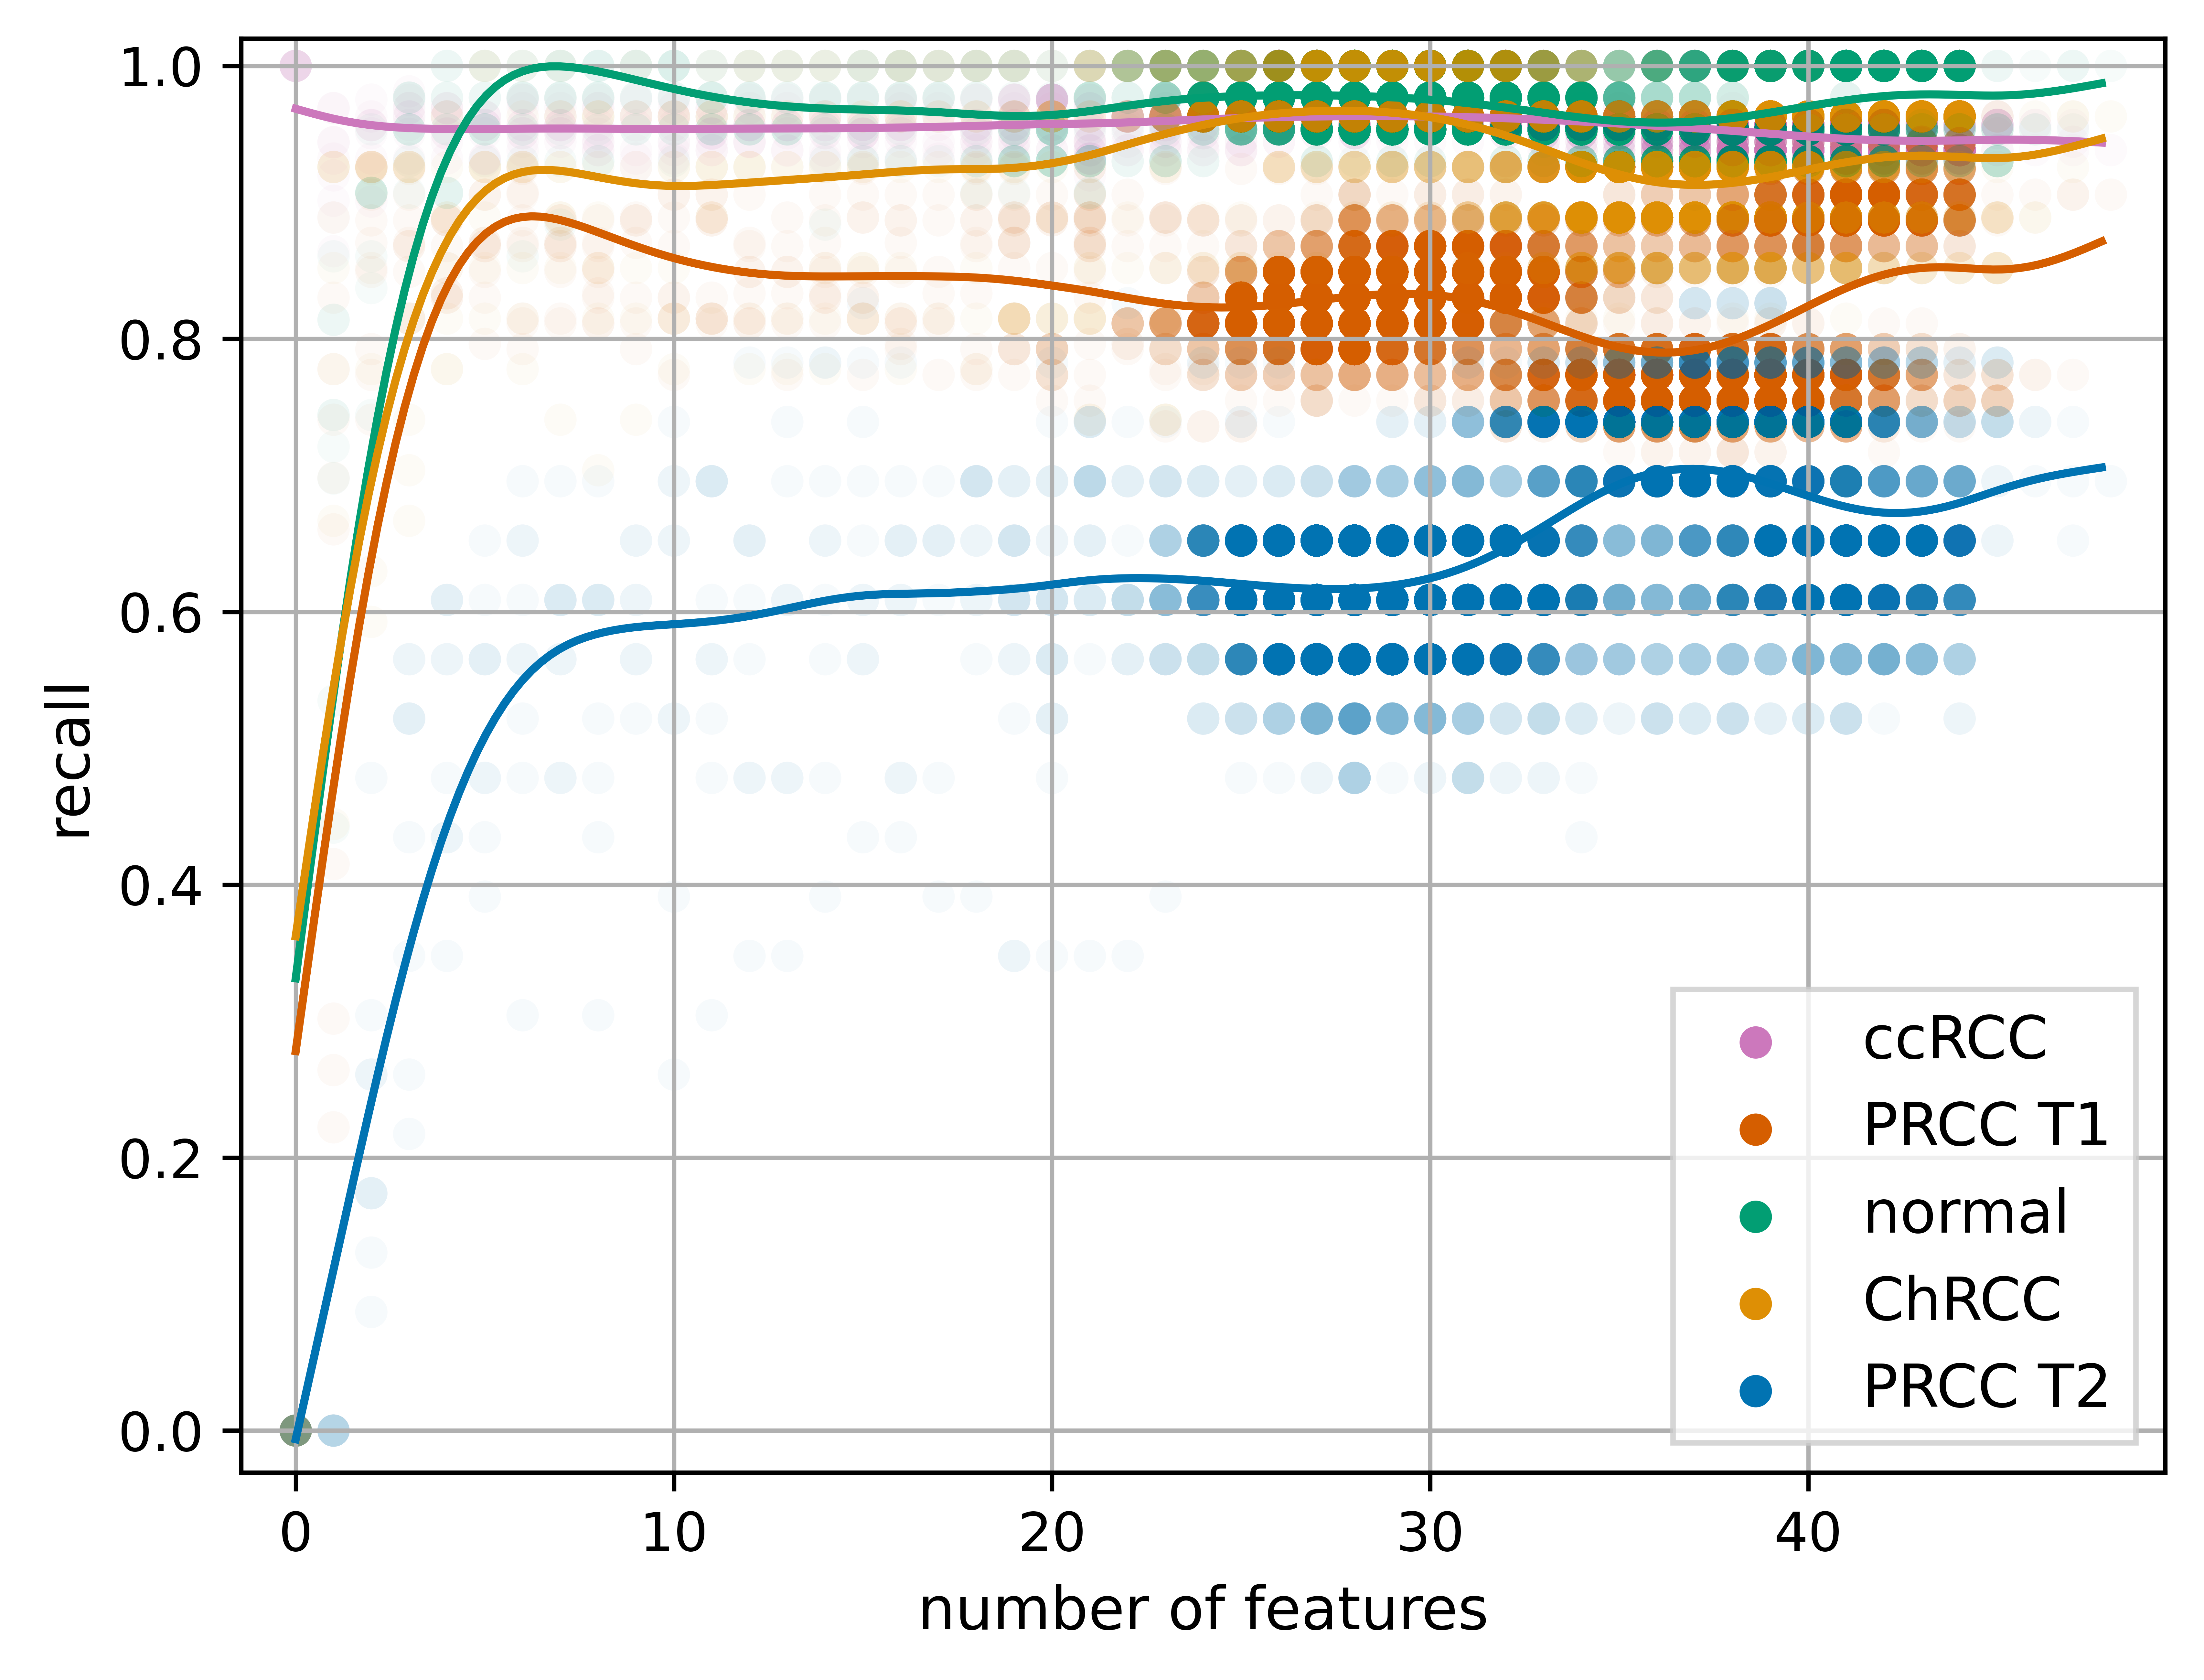 1.0
0.8
0.6
0.4
0.2
0.0
recall
ccRCC
PRCC T1
normal
ChRCC
PRCC T2
0 10 20 30 40
number of features